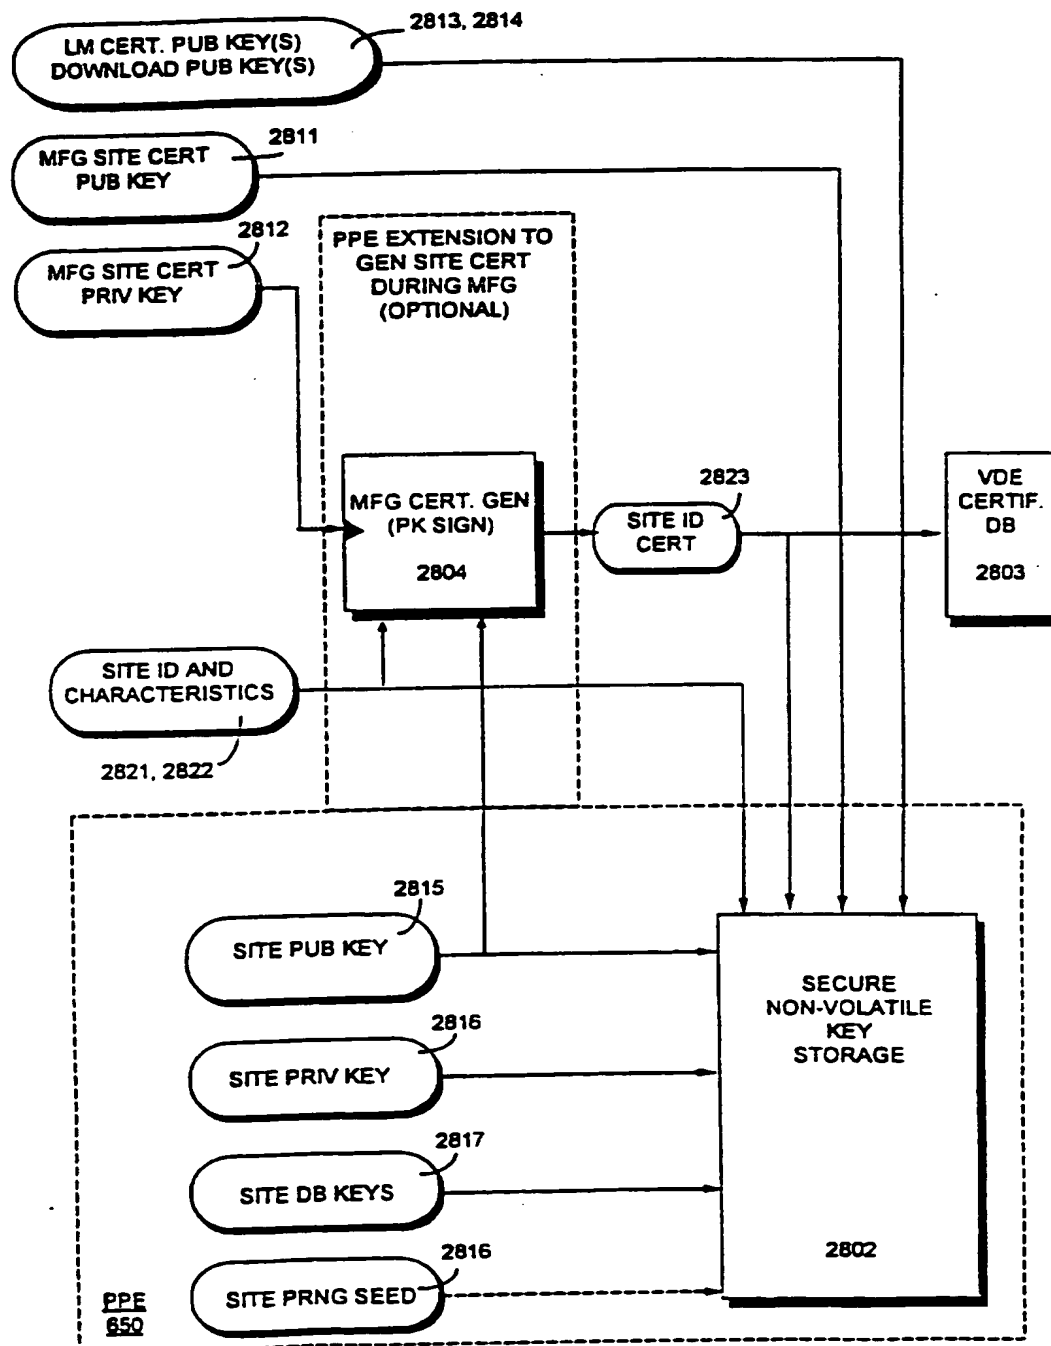 2813, 2814
LM CERT. PUB KEY(S)
DOWNLOAD PUB KEY(S)
2811
MFG SITE CERT
PUB KEY
2812
MFG SITE CERT
PRIV KEY
PPE EXTENSION TO
GEN SITE CERT
DURING MFG
(OPTIONAL)
MFG CERT. GEN
(PK SIGN)
2804
2823
SITE ID
CERT
VDE
CERTIF.
DB
2803
SITE ID AND
CHARACTERISTICS
2821, 2822
2815
SITE PUB KEY
2816
SITE PRIV KEY
2817
SITE DB KEYS
2816
SITE PRNG SEED
SECURE
NON-VOLATILE
KEY
STORAGE
2802
PPE
650